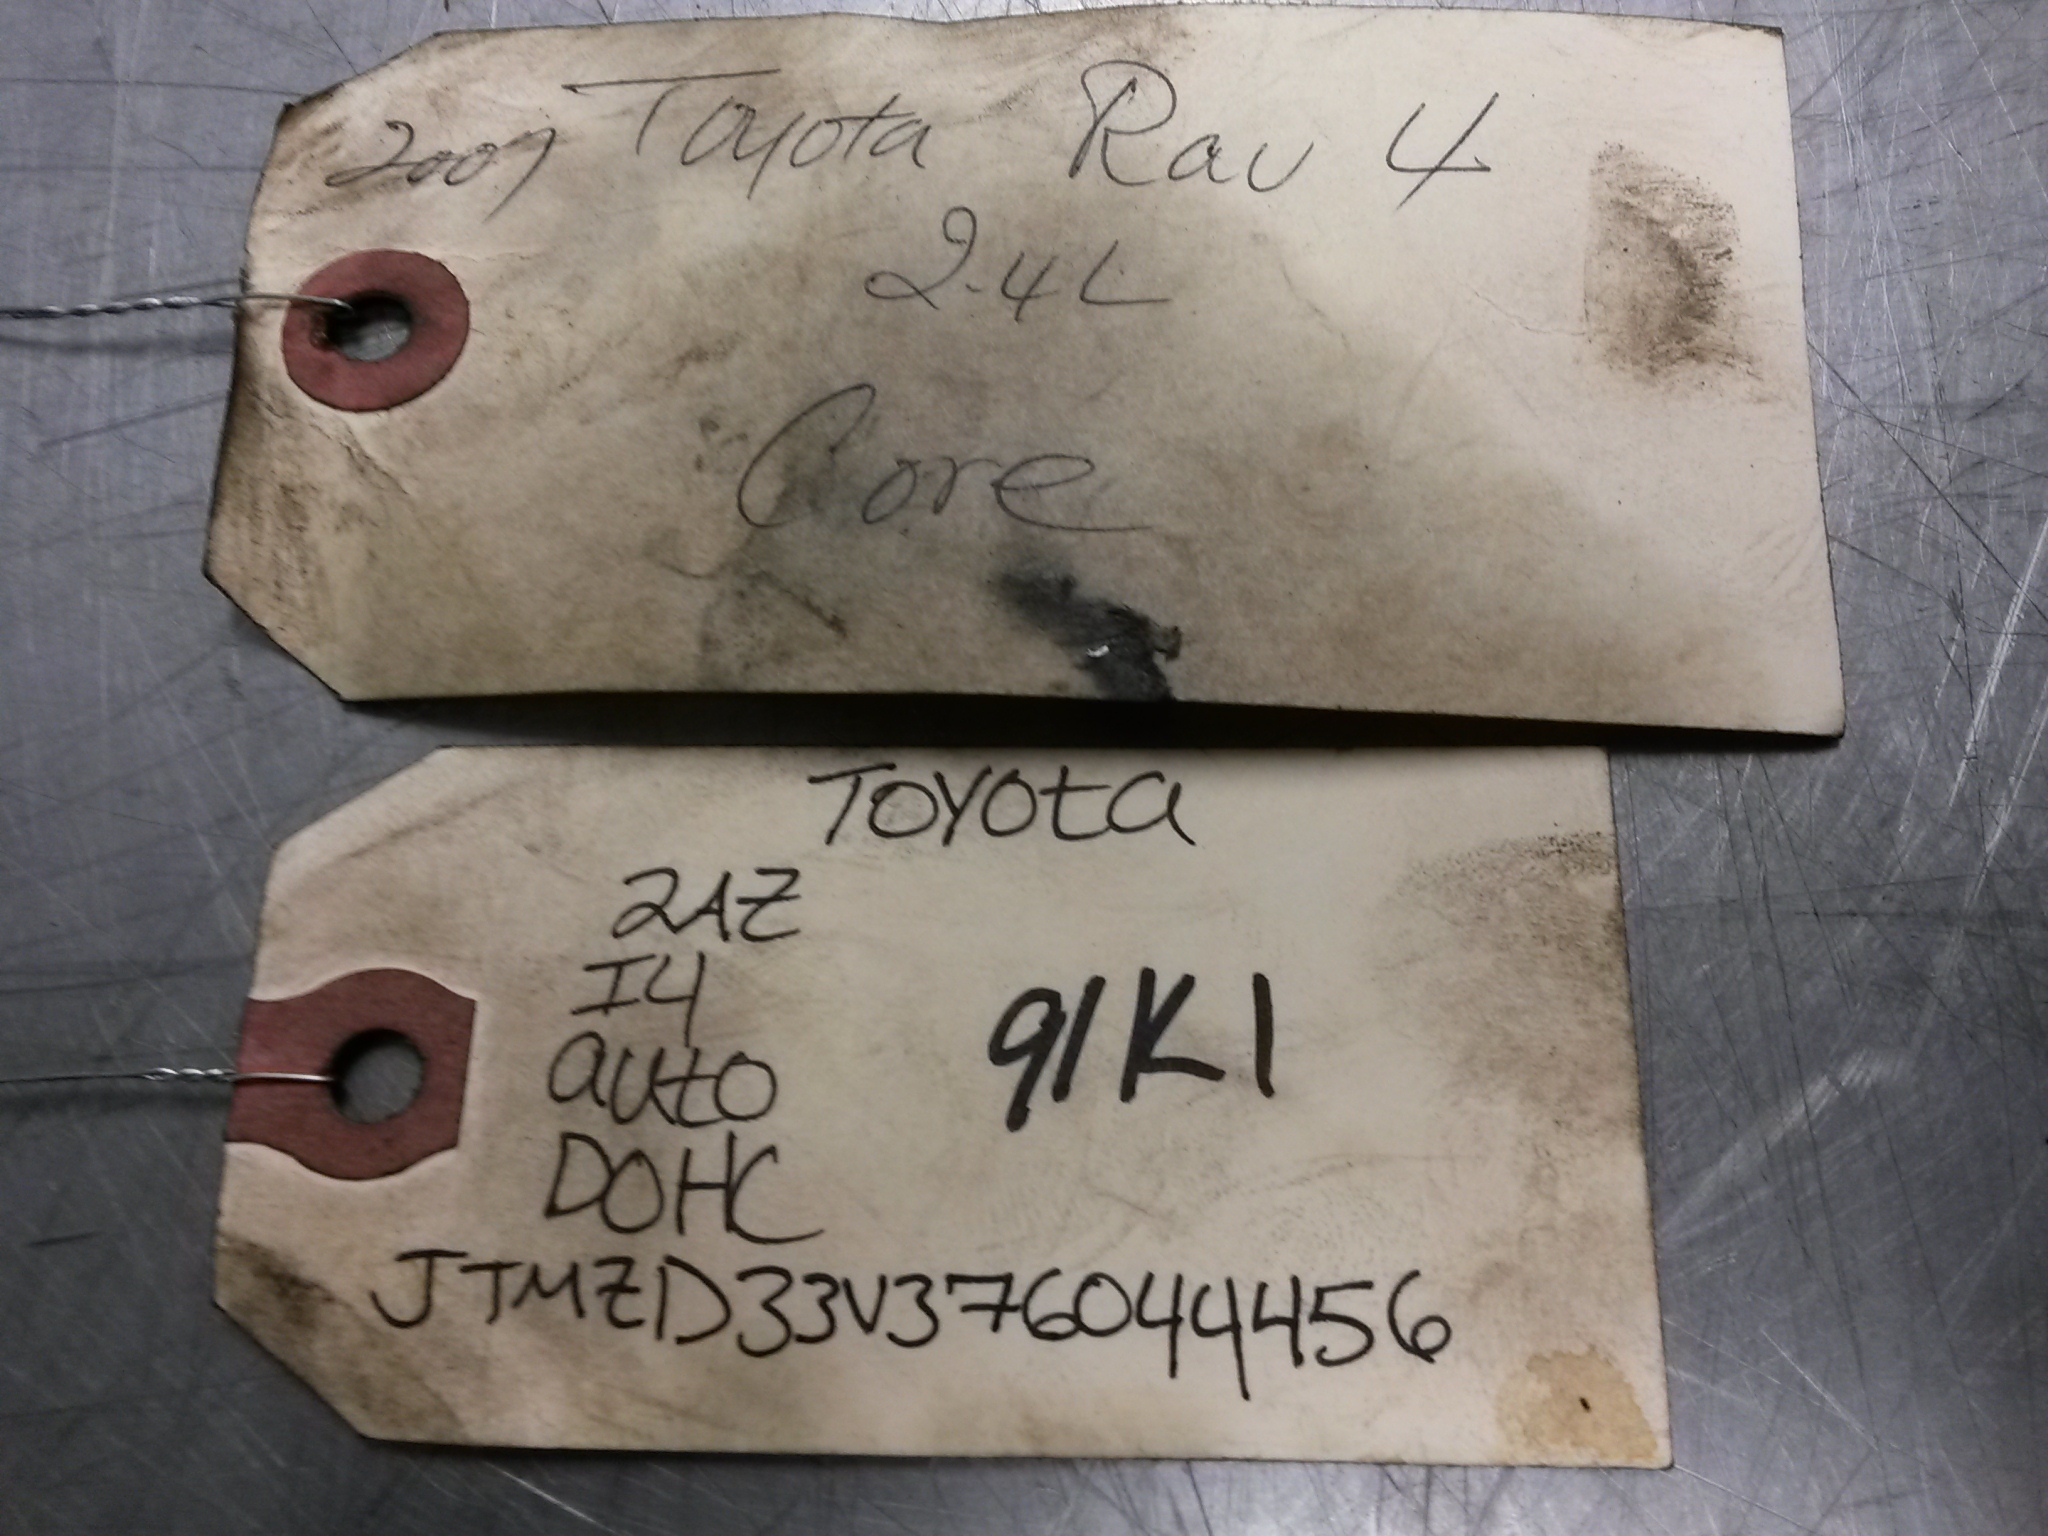 2007 Toyota Rav 4
2.4L
Core
Toyota
2AZ
I4
91K1
auto
DOHC
JTMZD33V376044456